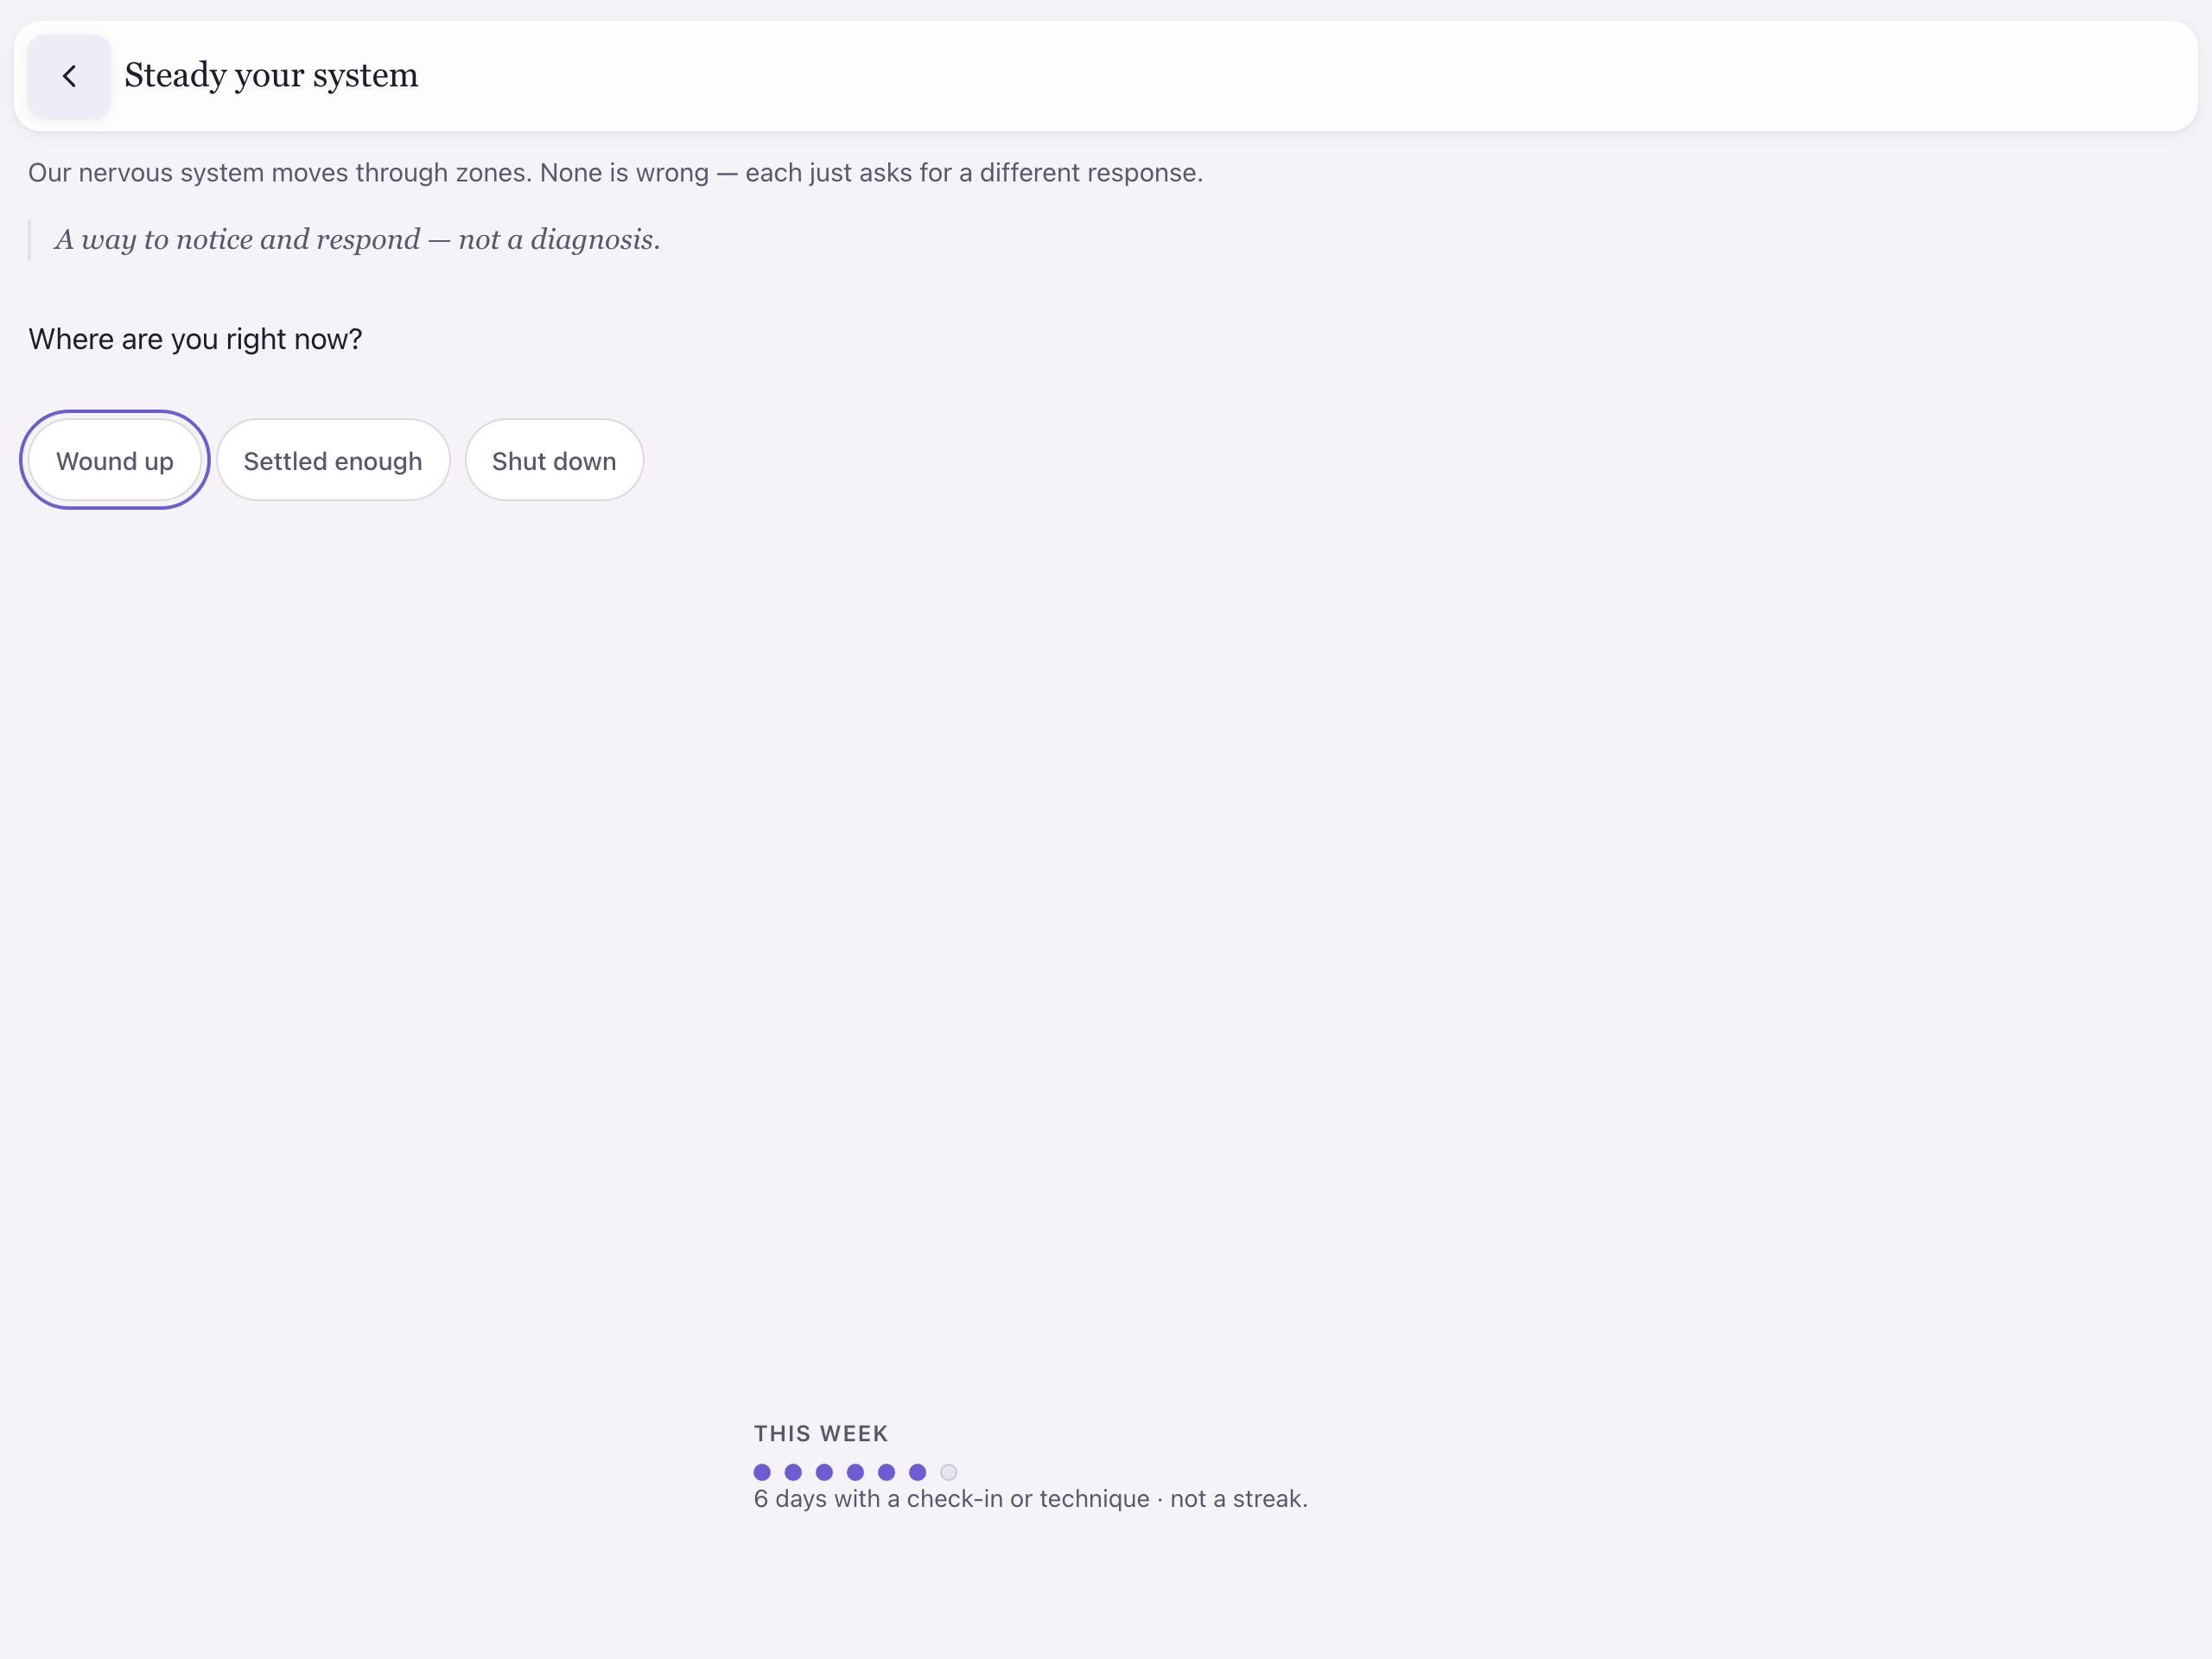 Steady your system
Our nervous system moves through zones. None is wrong — each just asks for a different response.
A way to notice and respond — not a diagnosis.
Where are you right now?
Wound up
Settled enough
Shut down
THIS WEEK
6 days with a check-in or technique · not a streak.